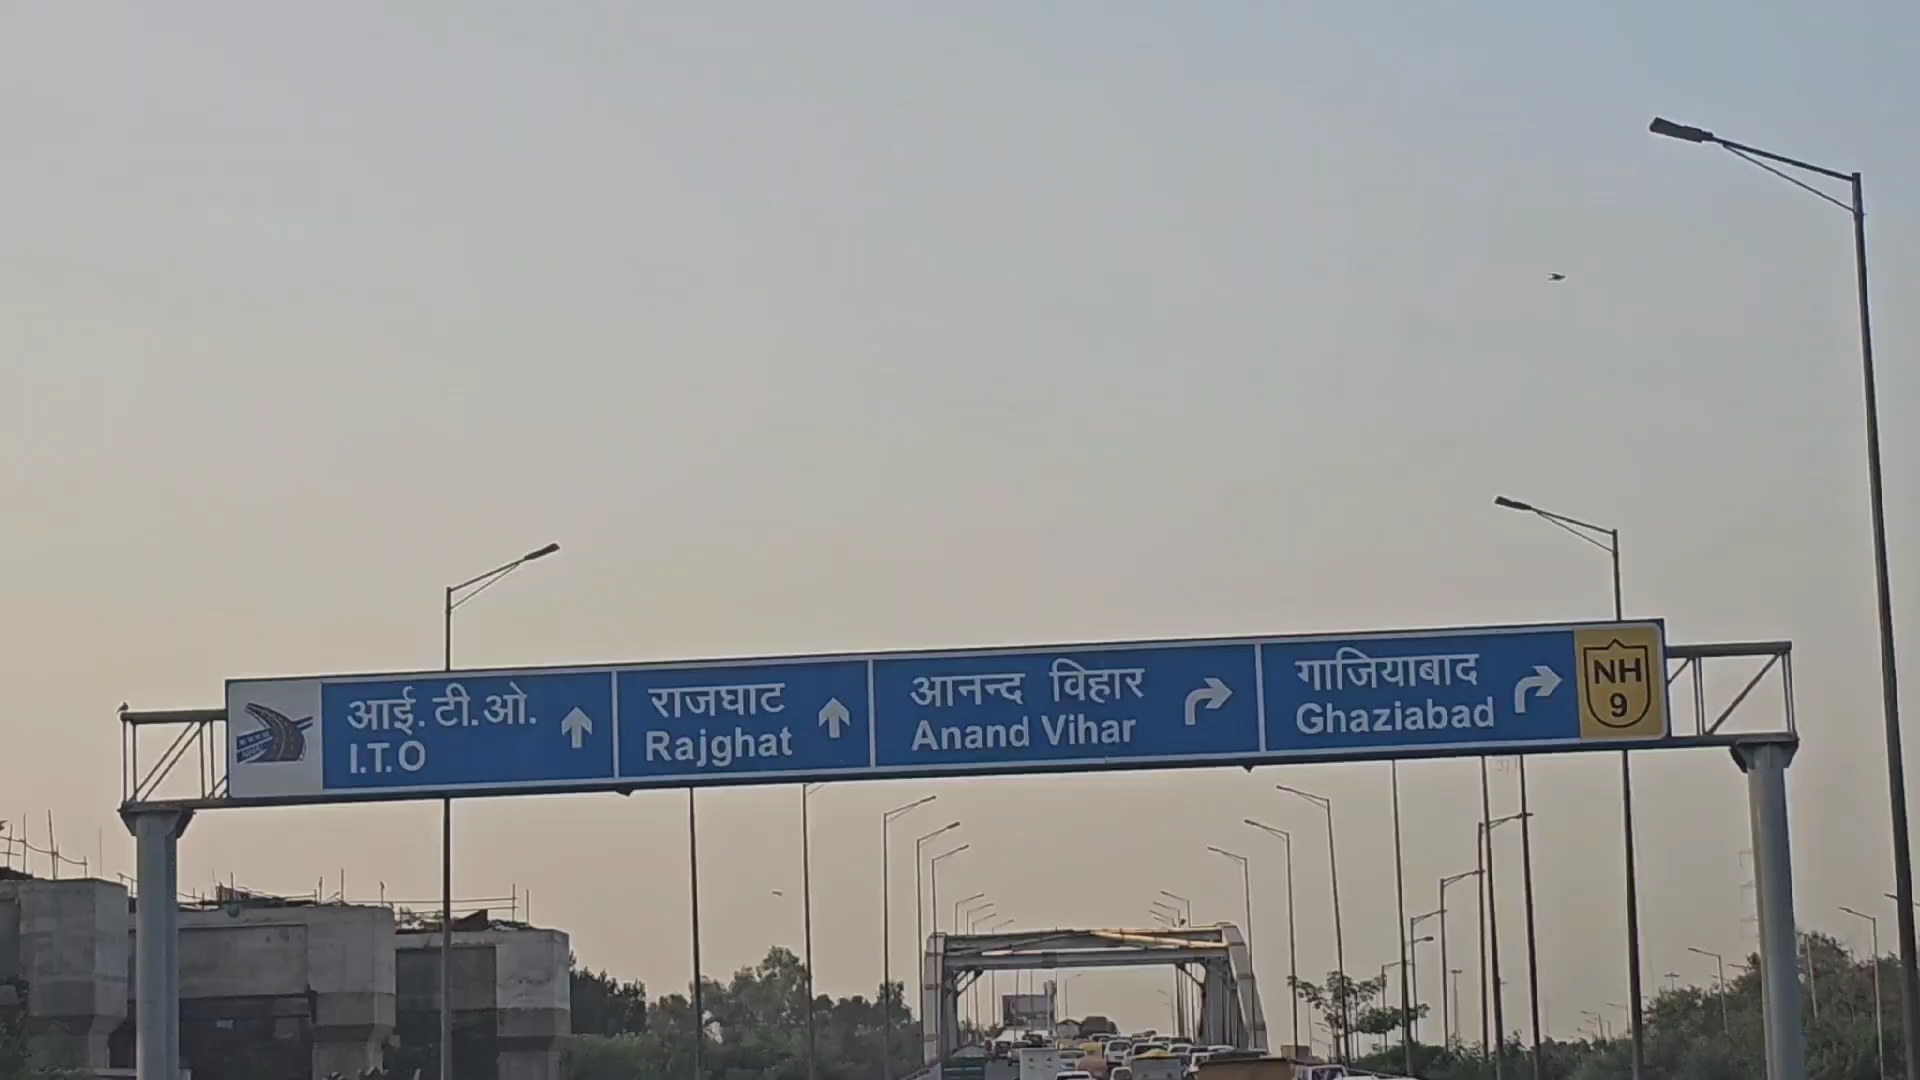 आई.टी.ओ.
I.T.O
राजघाट
Rajghat
आनन्द विहार
Anand Vihar
गाजियाबाद
Ghaziabad
NH
9